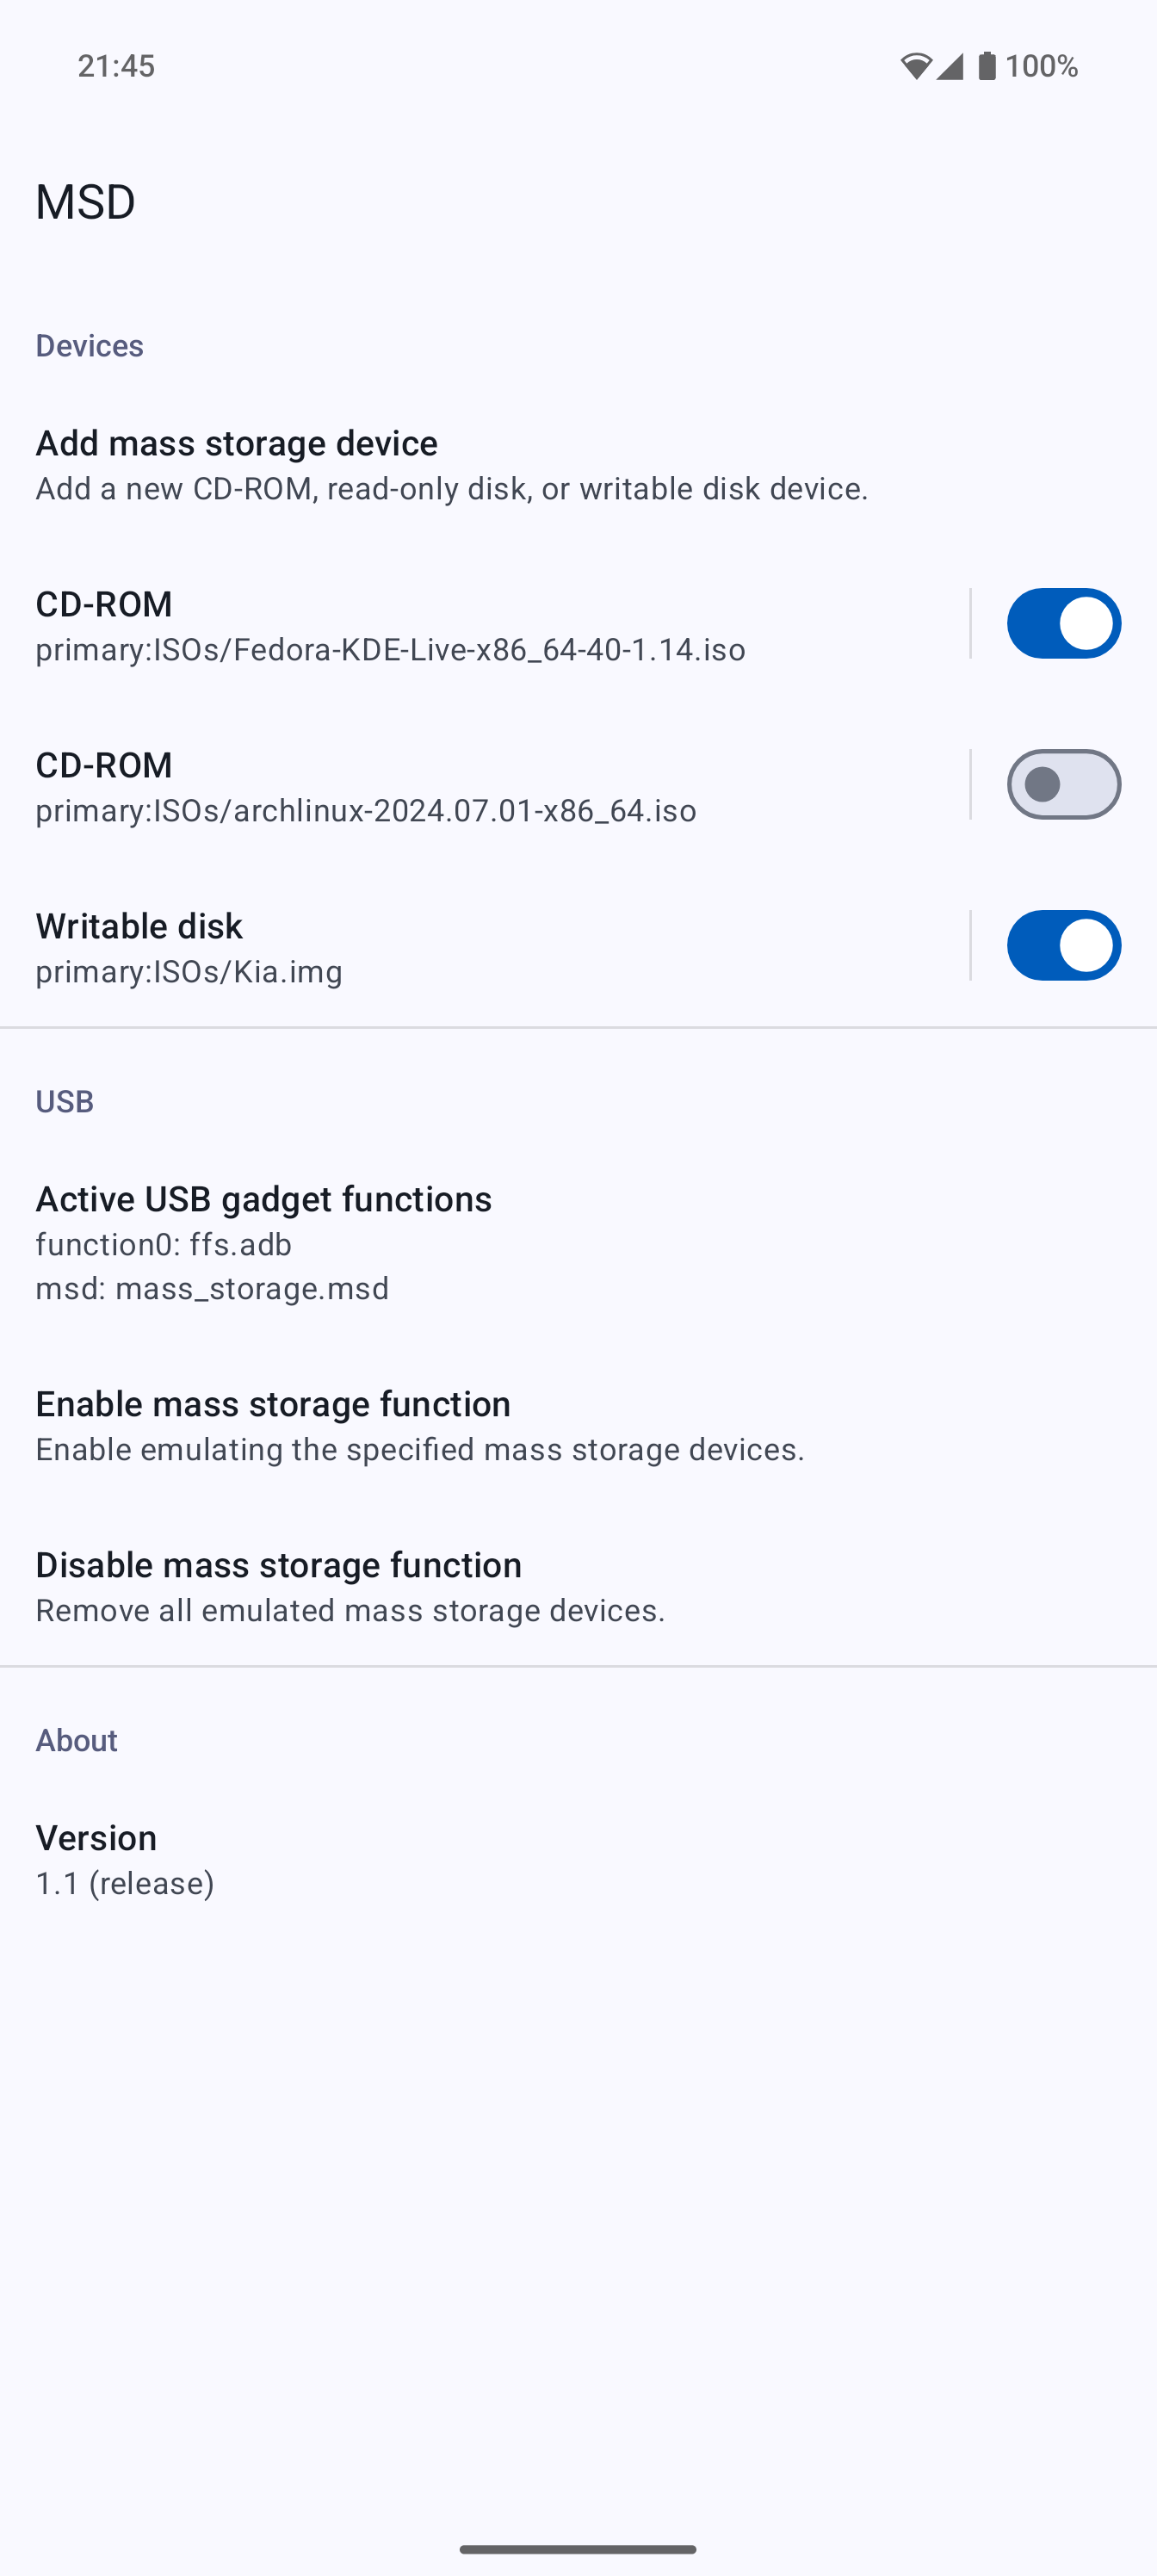 21:45
100%
MSD
Devices
Add mass storage device
Add a new CD-ROM, read-only disk, or writable disk device.
CD-ROM
primary:ISOs/Fedora-KDE-Live-x86_64-40-1.14.iso
CD-ROM
primary:ISOs/archlinux-2024.07.01-x86_64.iso
Writable disk
primary:ISOs/Kia.img
USB
Active USB gadget functions
function0: ffs.adb
msd: mass_storage.msd
Enable mass storage function
Enable emulating the specified mass storage devices.
Disable mass storage function
Remove all emulated mass storage devices.
About
Version
1.1 (release)